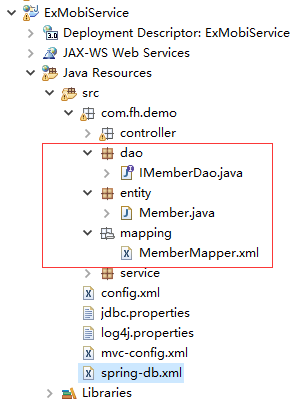 ExMobiService
Deployment Descriptor: ExMobiService
JAX-WS Web Services
Java Resources
src
com.fh.demo
controller
dao
IMemberDao.java
entity
Member.java
mapping
MemberMapper.xml
service
config.xml
jdbc.properties
log4j.properties
mvc-config.xml
spring-db.xml
Libraries